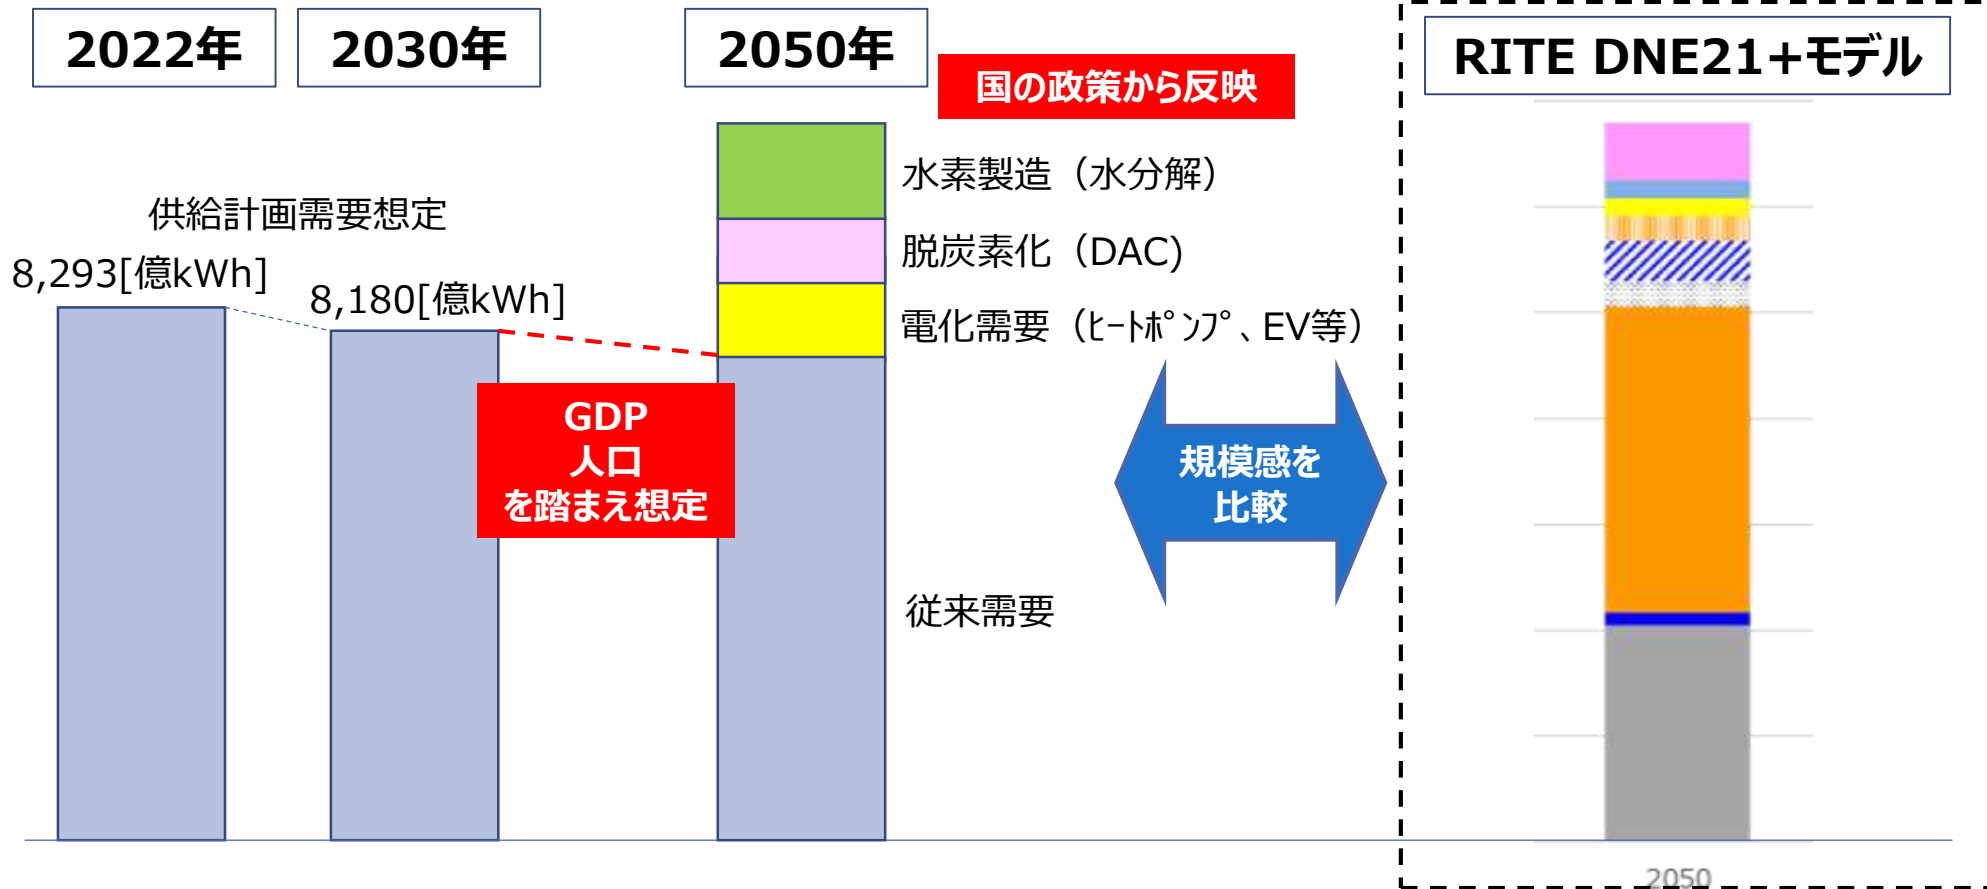 2022年
2030年
2050年
国の政策から反映
RITE DNE21+モデル
供給計画需要想定
8,293[億kWh]
8,180[億kWh]
水素製造（水分解）
脱炭素化（DAC)
電化需要（ﾋｰﾄﾎﾟﾝﾌﾟ、EV等）
GDP
人口
を踏まえ想定
規模感を
比較
従来需要
2050